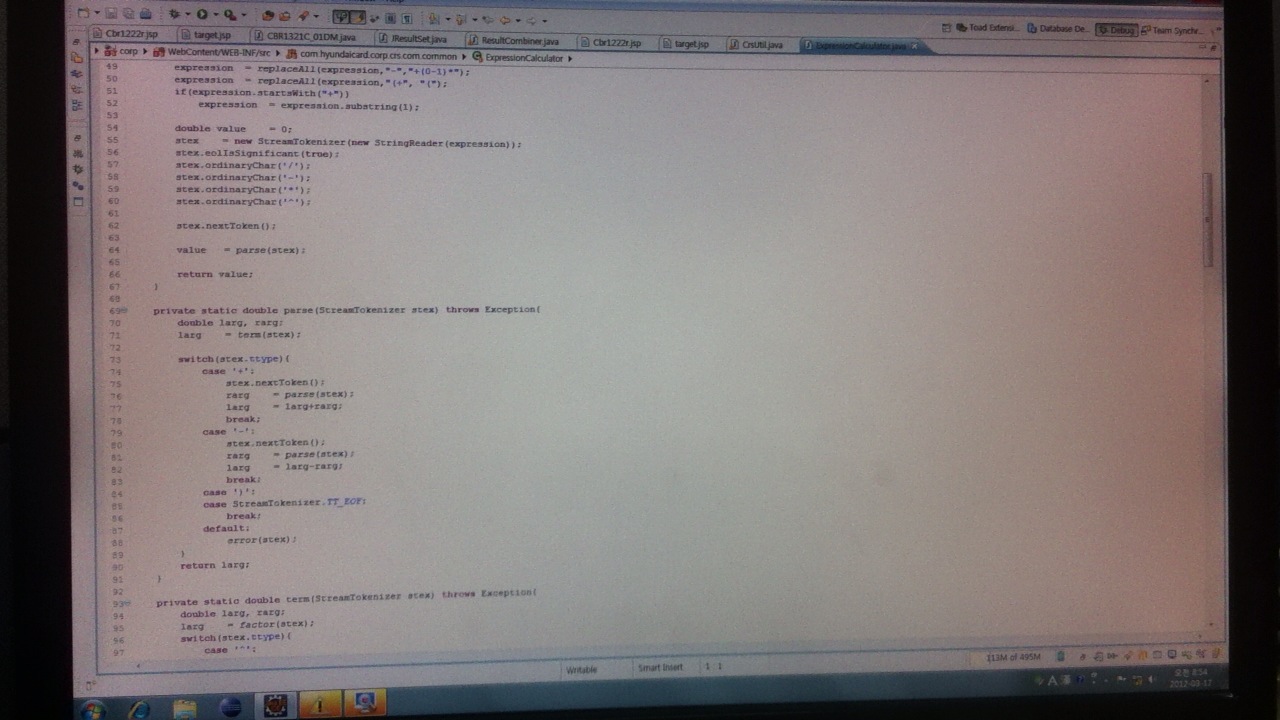 Cbr1222r.jsp target.jsp CBR1321C_01DM.java JResultSet.java ResultCombiner.java Cbr1222r.jsp target.jsp CrsUtil.java ExpressionCalculator.java
Toad Extensi... Database De... Debug Team Synchr...
corp WebContent/WEB-INF/src com.hyundaicard.corp.crs.com.common ExpressionCalculator
49 expression = replaceAll(expression,"-","+(0-1)*");
50 expression = replaceAll(expression,"(+", "(");
51 if(expression.startsWith("+"))
52 expression = expression.substring(1);
53
54 double value = 0;
55 stex = new StreamTokenizer(new StringReader(expression));
56 stex.eolIsSignificant(true);
57 stex.ordinaryChar('/');
58 stex.ordinaryChar('-');
59 stex.ordinaryChar('*');
60 stex.ordinaryChar('^');
61
62 stex.nextToken();
63
64 value = parse(stex);
65
66 return value;
67 }
68
69 private static double parse(StreamTokenizer stex) throws Exception{
70 double larg, rarg;
71 larg = term(stex);
72
73 switch(stex.ttype){
74 case '+':
75 stex.nextToken();
76 rarg = parse(stex);
77 larg = larg+rarg;
78 break;
79 case '-':
80 stex.nextToken();
81 rarg = parse(stex);
82 larg = larg-rarg;
83 break;
84 case ')':
85 case StreamTokenizer.TT_EOF:
86 break;
87 default:
88 error(stex);
89 }
90 return larg;
91 }
92
93 private static double term(StreamTokenizer stex) throws Exception{
94 double larg, rarg;
95 larg = factor(stex);
96 switch(stex.ttype){
97 case '^':
Writable Smart Insert 1 : 1 113M of 495M
A 漢
오전 8:54
2012-09-17